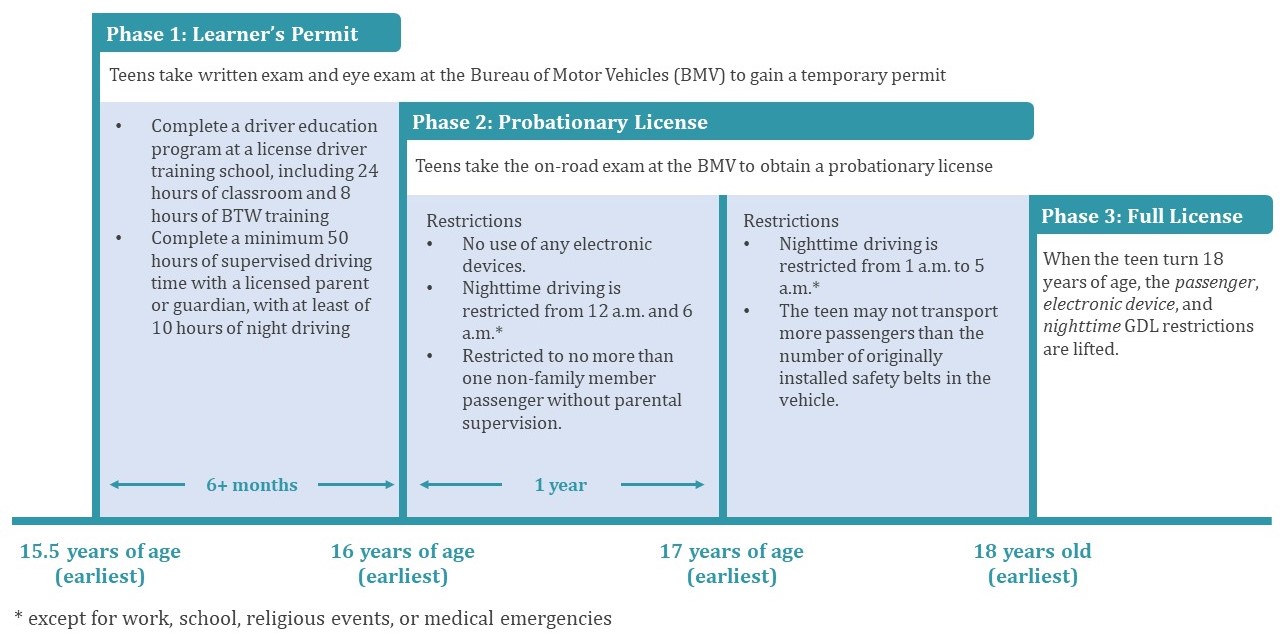 Phase 1: Learner's Permit
Teens take written exam and eye exam at the Bureau of Motor Vehicles (BMV) to gain a temporary permit
• Complete a driver education
program at a license driver
training school, including 24
hours of classroom and 8
hours of BTW training
• Complete a minimum 50
hours of supervised driving
time with a licensed parent
or guardian, with at least of
10 hours of night driving
6+ months
Phase 2: Probationary License
Teens take the on-road exam at the BMV to obtain a probationary license
Restrictions
• No use of any electronic
devices.
• Nighttime driving is
restricted from 12 a.m. and 6
a.m.*
• Restricted to no more than
one non-family member
passenger without parental
supervision.
1 year
Restrictions
• Nighttime driving is
restricted from 1 a.m. to 5
a.m.*
• The teen may not transport
more passengers than the
number of originally
installed safety belts in the
vehicle.
Phase 3: Full License
When the teen turn 18
years of age, the passenger,
electronic device, and
nighttime GDL restrictions
are lifted.
15.5 years of age
(earliest)
16 years of age
(earliest)
17 years of age
(earliest)
18 years old
(earliest)
* except for work, school, religious events, or medical emergencies